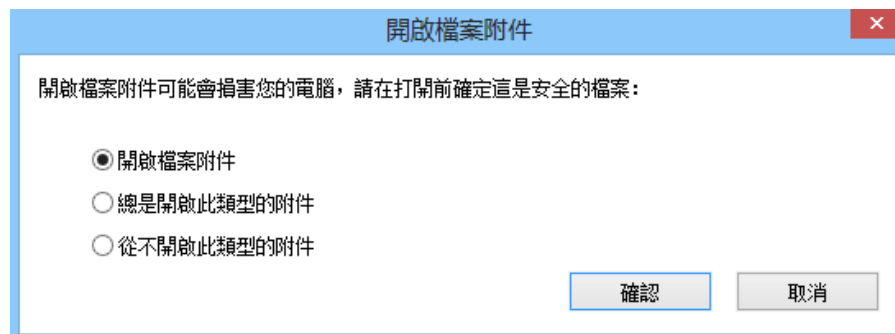 開啟檔案附件
開啟檔案附件可能會損害您的電腦，請在打開前確定這是安全的檔案：
開啟檔案附件
總是開啟此類型的附件
從不開啟此類型的附件
確認 取消